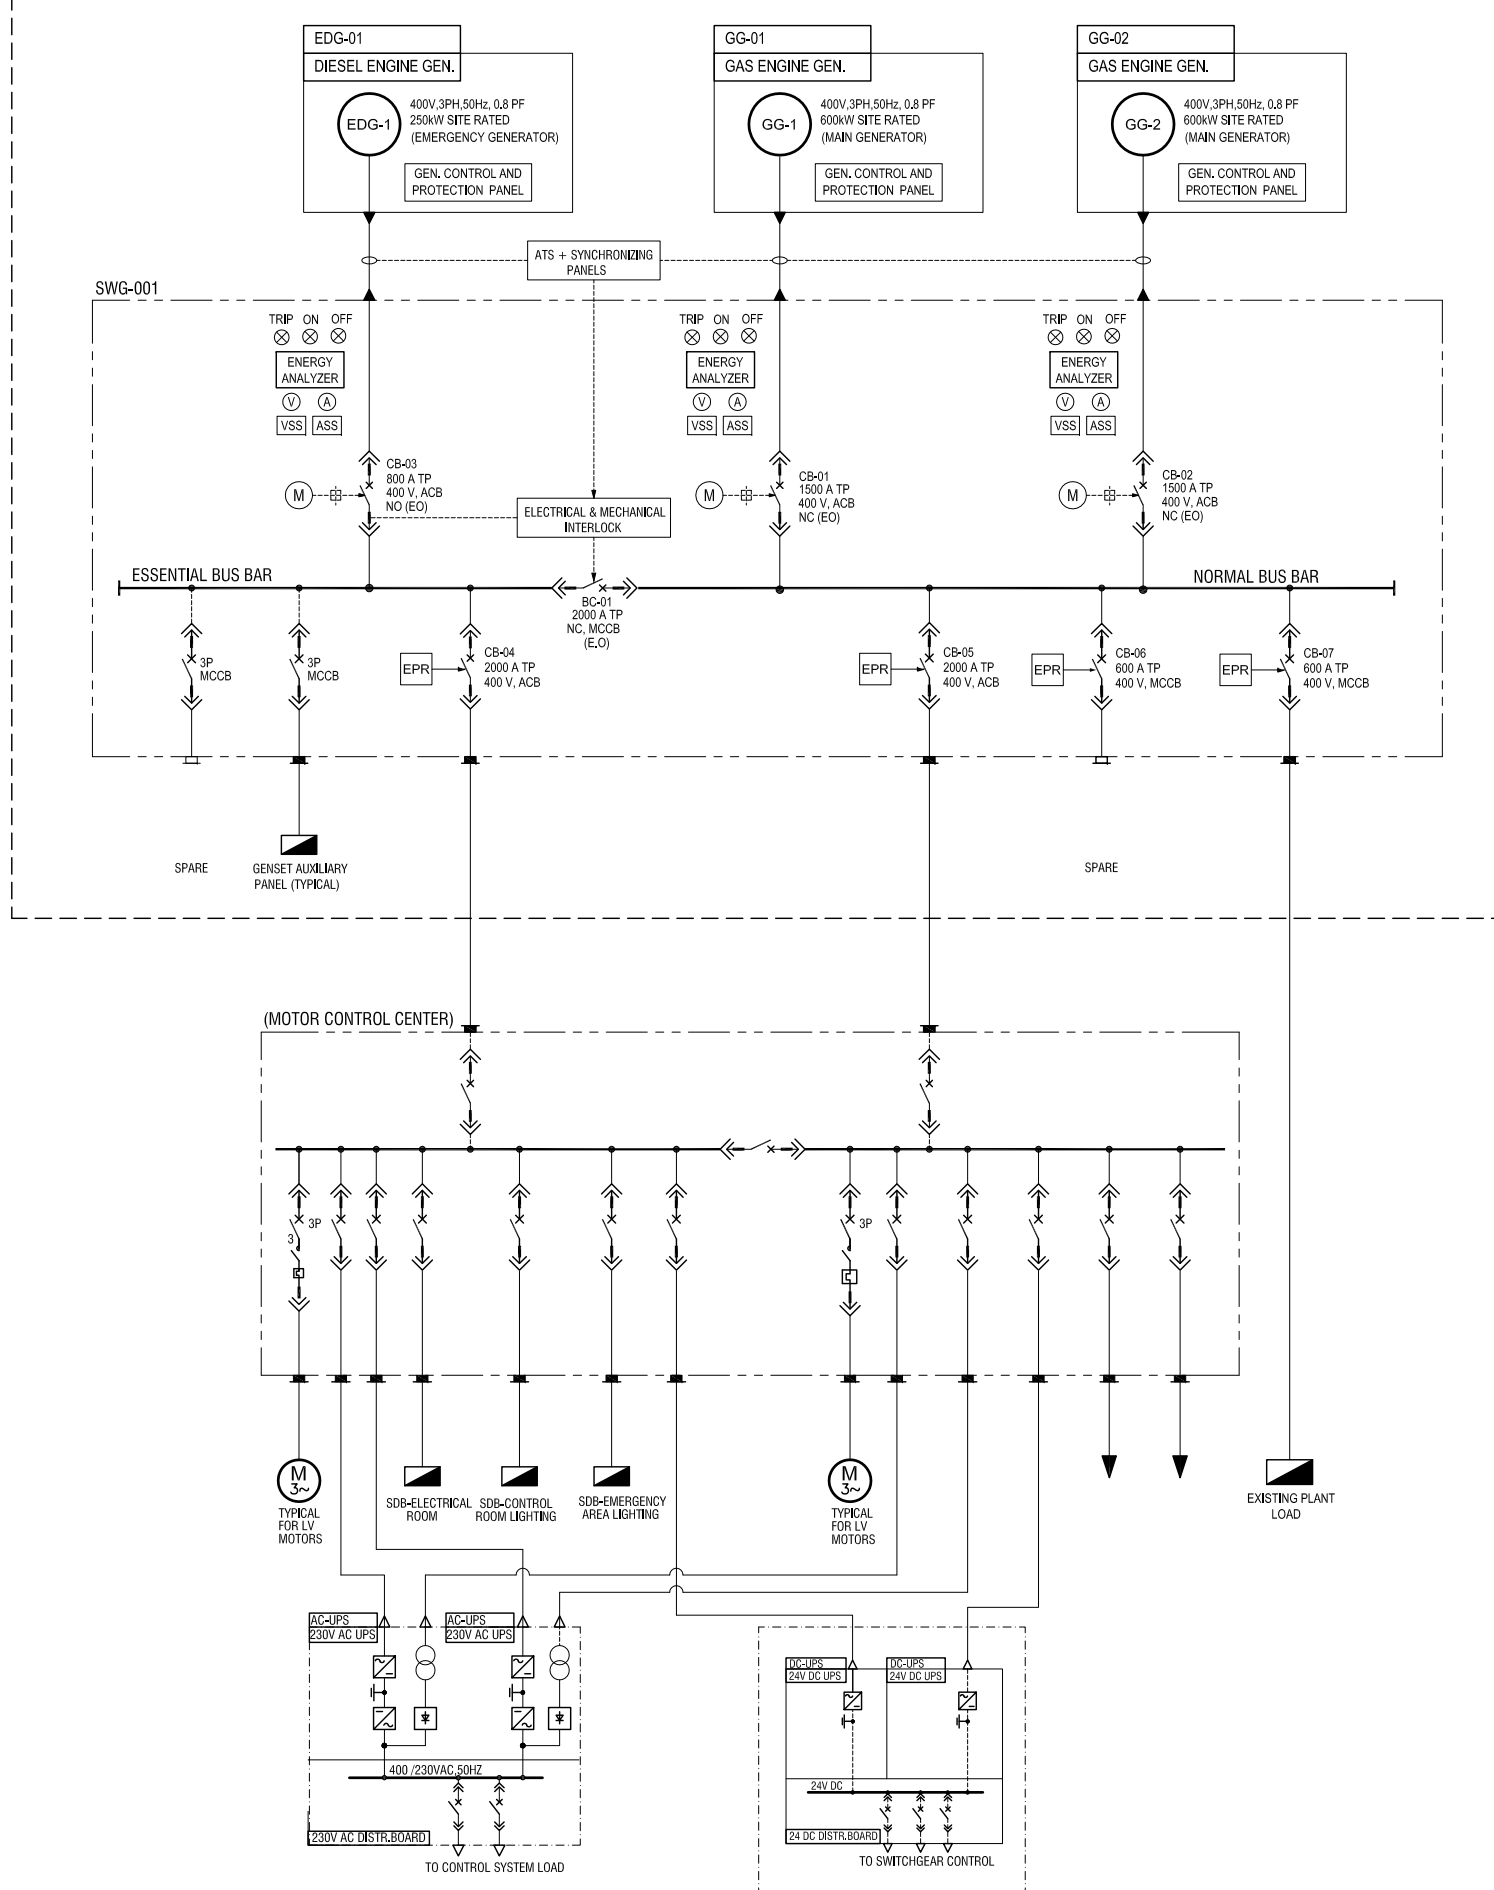 EDG-01
DIESEL ENGINE GEN.
EDG-1
400V,3PH,50Hz, 0.8 PF
250kW SITE RATED
(EMERGENCY GENERATOR)
GEN. CONTROL AND
PROTECTION PANEL
GG-01
GAS ENGINE GEN.
GG-1
400V,3PH,50Hz, 0.8 PF
600kW SITE RATED
(MAIN GENERATOR)
GEN. CONTROL AND
PROTECTION PANEL
GG-02
GAS ENGINE GEN.
GG-2
400V,3PH,50Hz, 0.8 PF
600kW SITE RATED
(MAIN GENERATOR)
GEN. CONTROL AND
PROTECTION PANEL
ATS + SYNCHRONIZING
PANELS
SWG-001
TRIP ON OFF
ENERGY
ANALYZER
V A
VSS ASS
TRIP ON OFF
ENERGY
ANALYZER
V A
VSS ASS
TRIP ON OFF
ENERGY
ANALYZER
V A
VSS ASS
M
CB-03
800 A TP
400 V, ACB
NO (EO)
ELECTRICAL & MECHANICAL
INTERLOCK
M
CB-01
1500 A TP
400 V, ACB
NC (EO)
M
CB-02
1500 A TP
400 V, ACB
NC (EO)
ESSENTIAL BUS BAR
NORMAL BUS BAR
BC-01
2000 A TP
NC, MCCB
(E.O)
3P
MCCB
3P
MCCB
EPR
CB-04
2000 A TP
400 V, ACB
EPR
CB-05
2000 A TP
400 V, ACB
EPR
CB-06
600 A TP
400 V, MCCB
EPR
CB-07
600 A TP
400 V, MCCB
SPARE
GENSET AUXILIARY
PANEL (TYPICAL)
SPARE
(MOTOR CONTROL CENTER)
3P
3
3P
M
3~
TYPICAL
FOR LV
MOTORS
SDB-ELECTRICAL
ROOM
SDB-CONTROL
ROOM LIGHTING
SDB-EMERGENCY
AREA LIGHTING
M
3~
TYPICAL
FOR LV
MOTORS
EXISTING PLANT
LOAD
AC-UPS
230V AC UPS
AC-UPS
230V AC UPS
400 /230VAC,50HZ
230V AC DISTR.BOARD
TO CONTROL SYSTEM LOAD
DC-UPS
24V DC UPS
DC-UPS
24V DC UPS
24V DC
24 DC DISTR.BOARD
TO SWITCHGEAR CONTROL